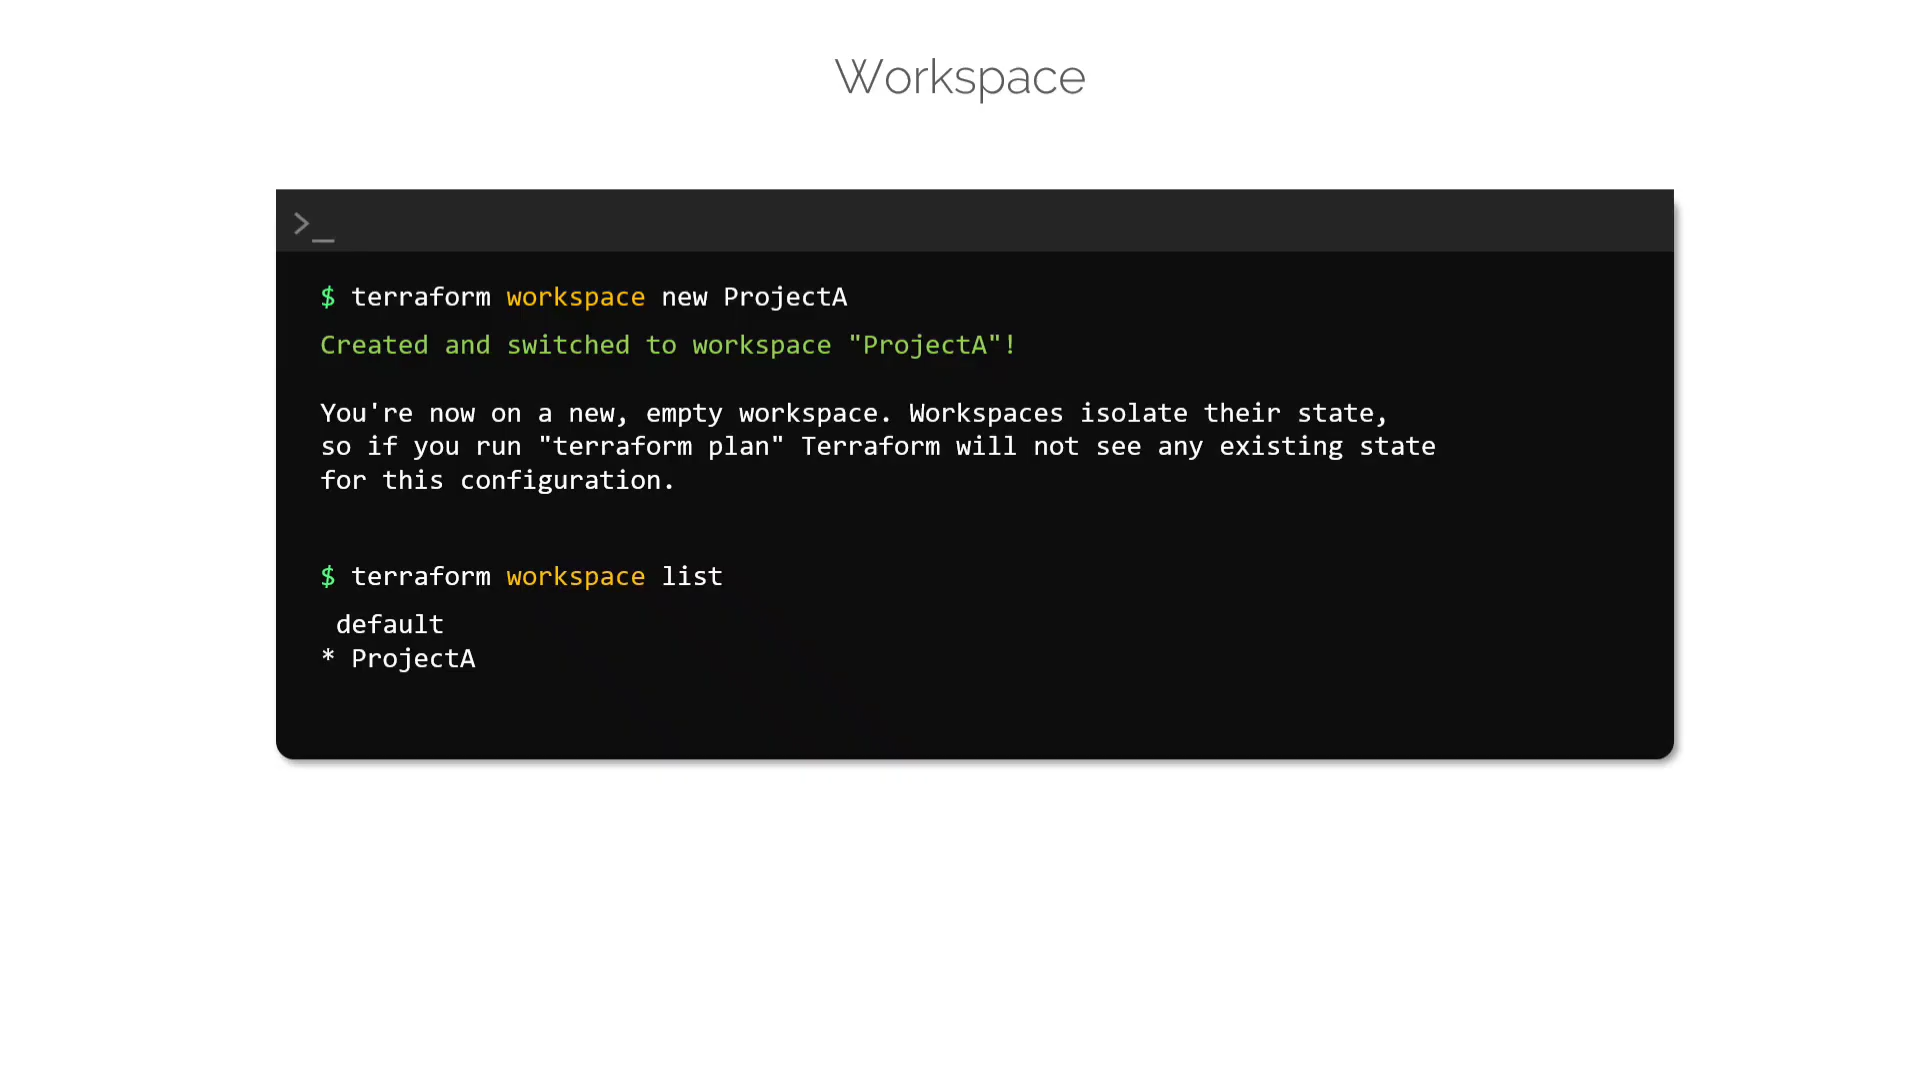 Workspace
>_
$ terraform workspace new ProjectA
Created and switched to workspace "ProjectA"!
You're now on a new, empty workspace. Workspaces isolate their state,
so if you run "terraform plan" Terraform will not see any existing state
for this configuration.
$ terraform workspace list
default
* ProjectA